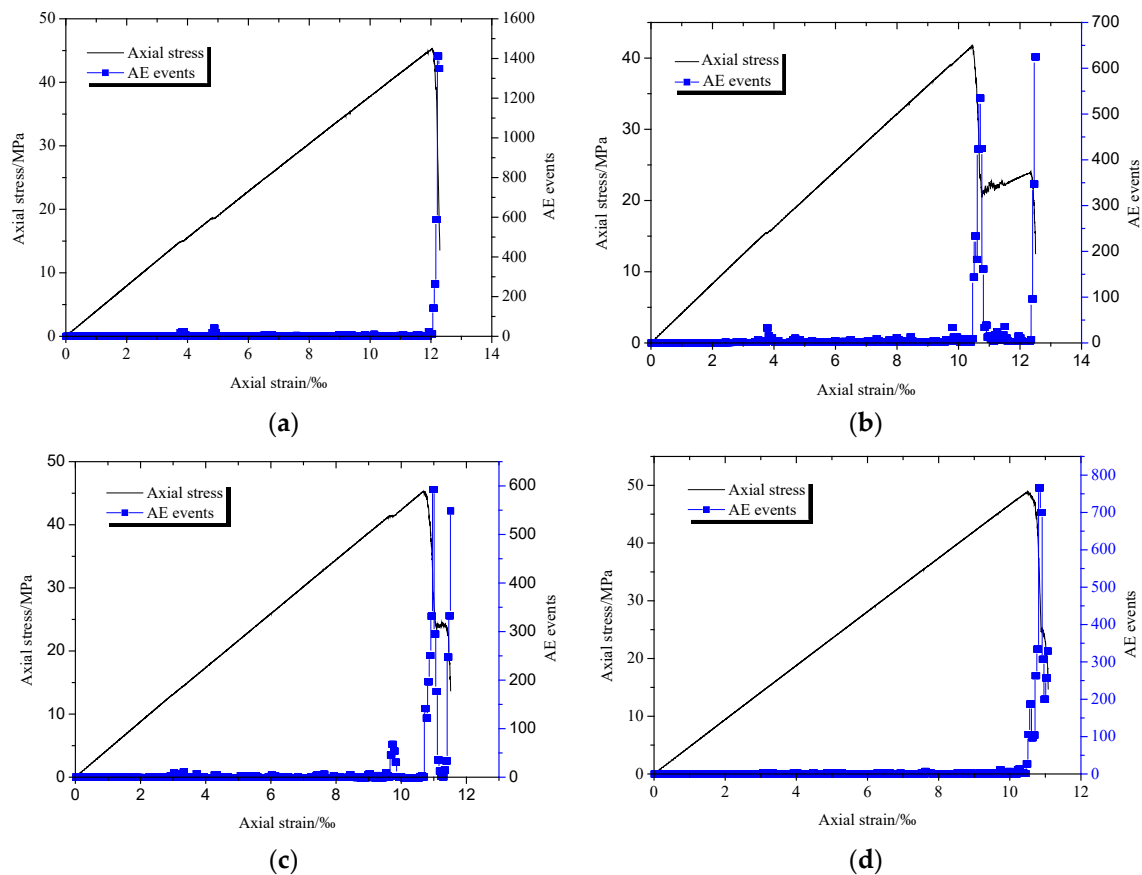 50
40
30
20
10
0
Axial stress/MPa
Axial stress
AE events
1600
1400
1200
1000
800
600
400
200
0
AE events
0 2 4 6 8 10 12 14
Axial strain/‰
(a)
40
30
20
10
0
Axial stress/MPa
Axial stress
AE events
700
600
500
400
300
200
100
0
AE events
0 2 4 6 8 10 12 14
Axial strain/‰
(b)
50
40
30
20
10
0
Axial stress/MPa
Axial stress
AE events
600
500
400
300
200
100
0
AE events
0 2 4 6 8 10 12
Axial strain/‰
(c)
50
40
30
20
10
0
Axial stress/MPa
Axial stress
AE events
800
700
600
500
400
300
200
100
0
AE events
0 2 4 6 8 10 12
Axial strain/‰
(d)